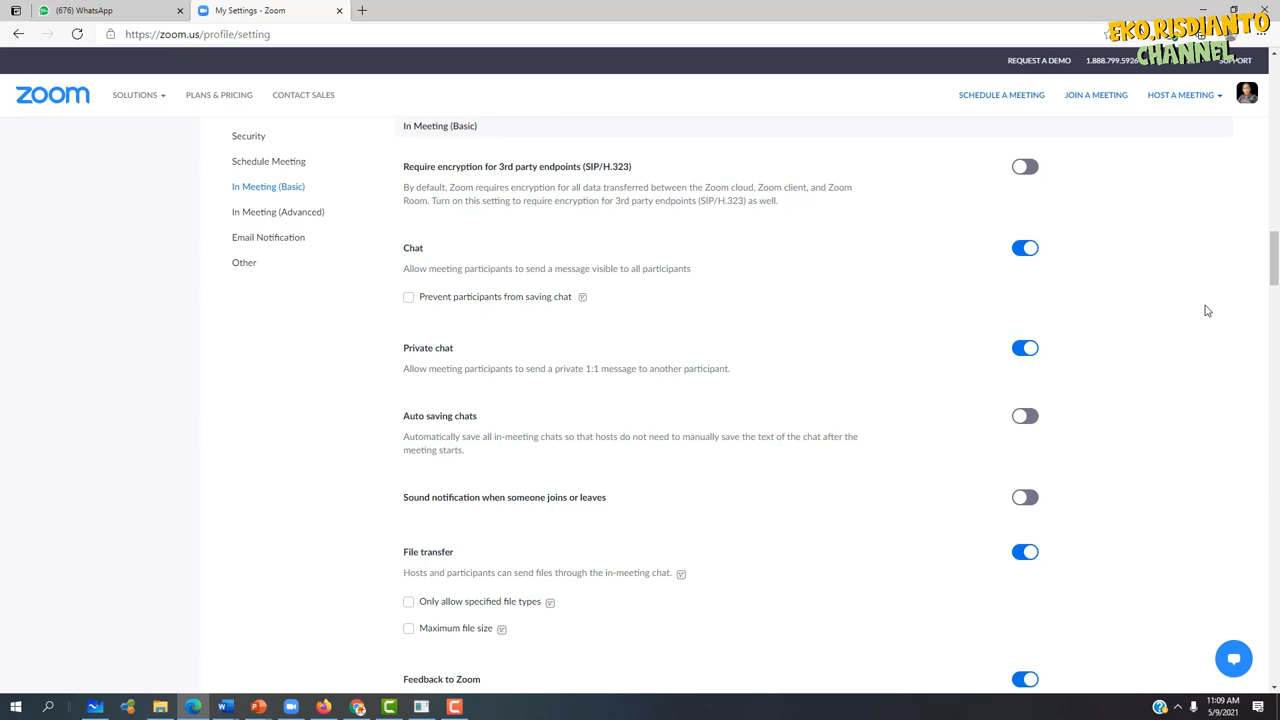 (676) WhatsApp
My Settings - Zoom
https://zoom.us/profile/setting
EKO.RISDIANTO
CHANNEL
REQUEST A DEMO
1.888.799.5926
SUPPORT
zoom
SOLUTIONS
PLANS & PRICING
CONTACT SALES
SCHEDULE A MEETING
JOIN A MEETING
HOST A MEETING
Security
Schedule Meeting
In Meeting (Basic)
In Meeting (Advanced)
Email Notification
Other
In Meeting (Basic)
Require encryption for 3rd party endpoints (SIP/H.323)
By default, Zoom requires encryption for all data transferred between the Zoom cloud, Zoom client, and Zoom
Room. Turn on this setting to require encryption for 3rd party endpoints (SIP/H.323) as well.
Chat
Allow meeting participants to send a message visible to all participants
Prevent participants from saving chat
Private chat
Allow meeting participants to send a private 1:1 message to another participant.
Auto saving chats
Automatically save all in-meeting chats so that hosts do not need to manually save the text of the chat after the
meeting starts.
Sound notification when someone joins or leaves
File transfer
Hosts and participants can send files through the in-meeting chat.
Only allow specified file types
Maximum file size
Feedback to Zoom
11:09 AM
5/9/2021